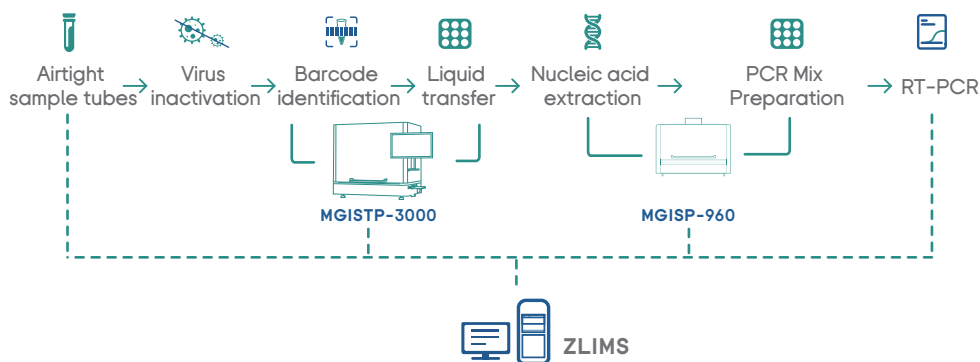 Airtight
sample tubes
Virus
inactivation
Barcode
identification
Liquid
transfer
Nucleic acid
extraction
PCR Mix
Preparation
RT-PCR
MGISTP-3000
MGISP-960
ZLIMS